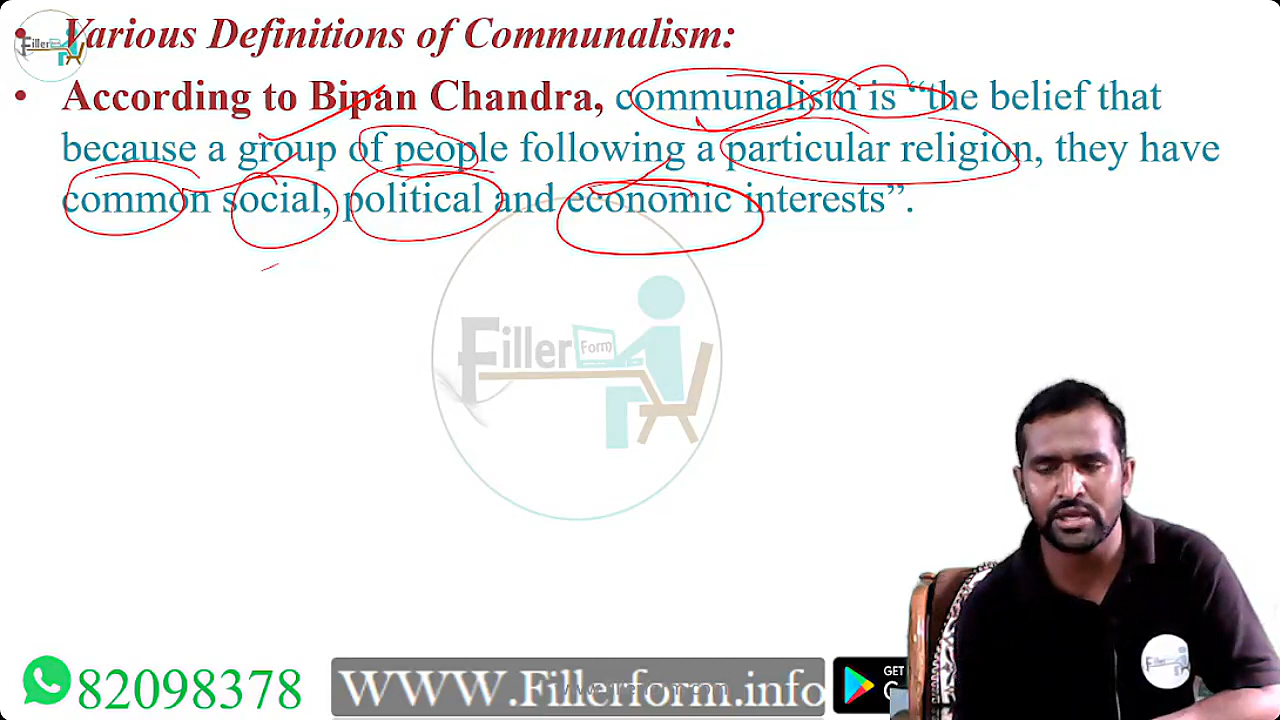 • Various Definitions of Communalism:
• According to Bipan Chandra, communalism is “the belief that
because a group of people following a particular religion, they have
common social, political and economic interests”.
Filler Form
82098378
WWW.Fillerform.info
GET